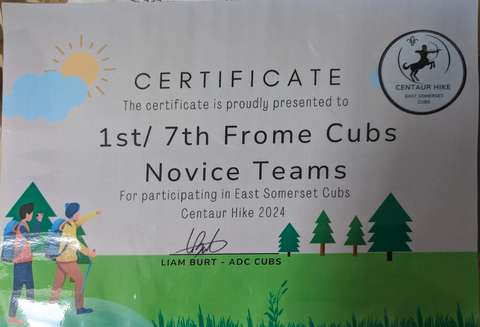 CERTIFICATE
The certificate is proudly presented to
1st/ 7th Frome Cubs
Novice Teams
For participating in East Somerset Cubs
Centaur Hike 2024
LIAM BURT - ADC CUBS
CENTAUR HIKE
EAST SOMERSET
CUBS